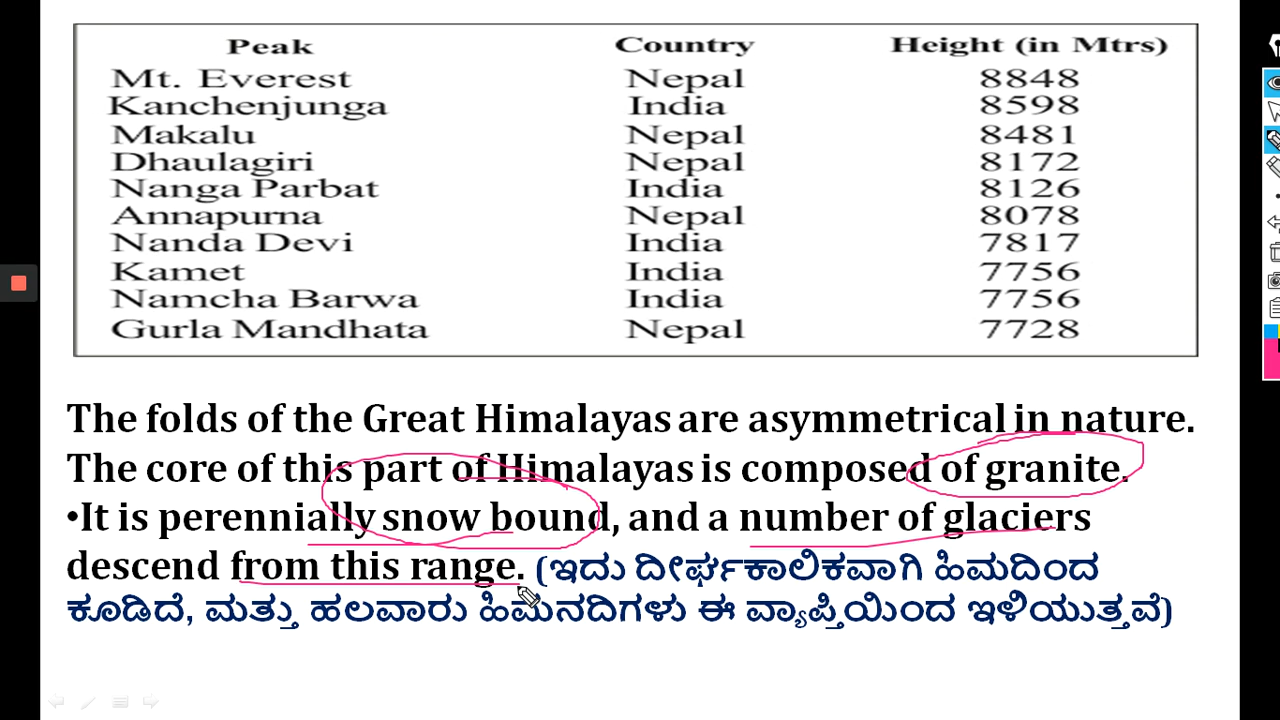 Peak Country Height (in Mtrs)
Mt. Everest Nepal 8848
Kanchenjunga India 8598
Makalu Nepal 8481
Dhaulagiri Nepal 8172
Nanga Parbat India 8126
Annapurna Nepal 8078
Nanda Devi India 7817
Kamet India 7756
Namcha Barwa India 7756
Gurla Mandhata Nepal 7728
The folds of the Great Himalayas are asymmetrical in nature.
The core of this part of Himalayas is composed of granite.
•It is perennially snow bound, and a number of glaciers
descend from this range. (ಇದು ದೀರ್ಘಕಾಲಿಕವಾಗಿ ಹಿಮದಿಂದ
ಕೂಡಿದೆ, ಮತ್ತು ಹಲವಾರು ಹಿಮನದಿಗಳು ಈ ವ್ಯಾಪ್ತಿಯಿಂದ ಇಳಿಯುತ್ತವೆ)